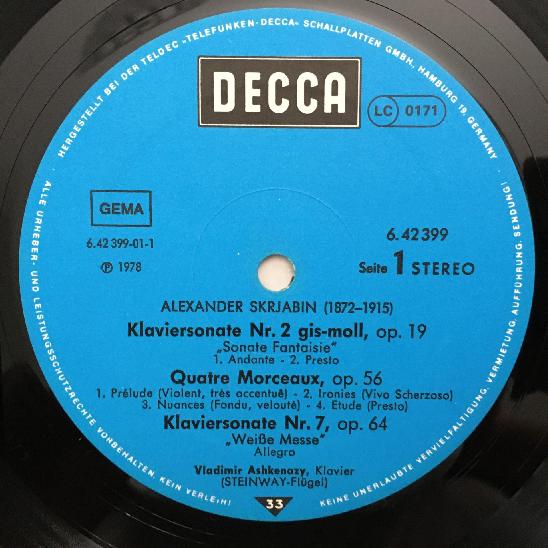 HERGESTELLT BEI DER TELDEC »TELEFUNKEN-DECCA« SCHALLPLATTEN GMBH, HAMBURG 19 GERMANY
DECCA
LC 0171
GEMA
6.42399-01-1
Ⓟ 1978
6.42399
Seite 1 STEREO
ALEXANDER SKRJABIN (1872–1915)
Klaviersonate Nr. 2 gis-moll, op. 19
„Sonate Fantaisie"
1. Andante - 2. Presto
Quatre Morceaux, op. 56
1. Prélude (Violent, très accentué) - 2. Ironies (Vivo Scherzoso)
3. Nuances (Fondu, velouté) - 4. Etude (Presto)
Klaviersonate Nr. 7, op. 64
„Weiße Messe"
Allegro
Vladimir Ashkenazy, Klavier
(STEINWAY-Flügel)
33
ALLE URHEBER- UND LEISTUNGSSCHUTZRECHTE VORBEHALTEN. KEIN VERLEIH!
KEINE UNERLAUBTE VERVIELFÄLTIGUNG, VERMIETUNG, AUFFÜHRUNG, SENDUNG!